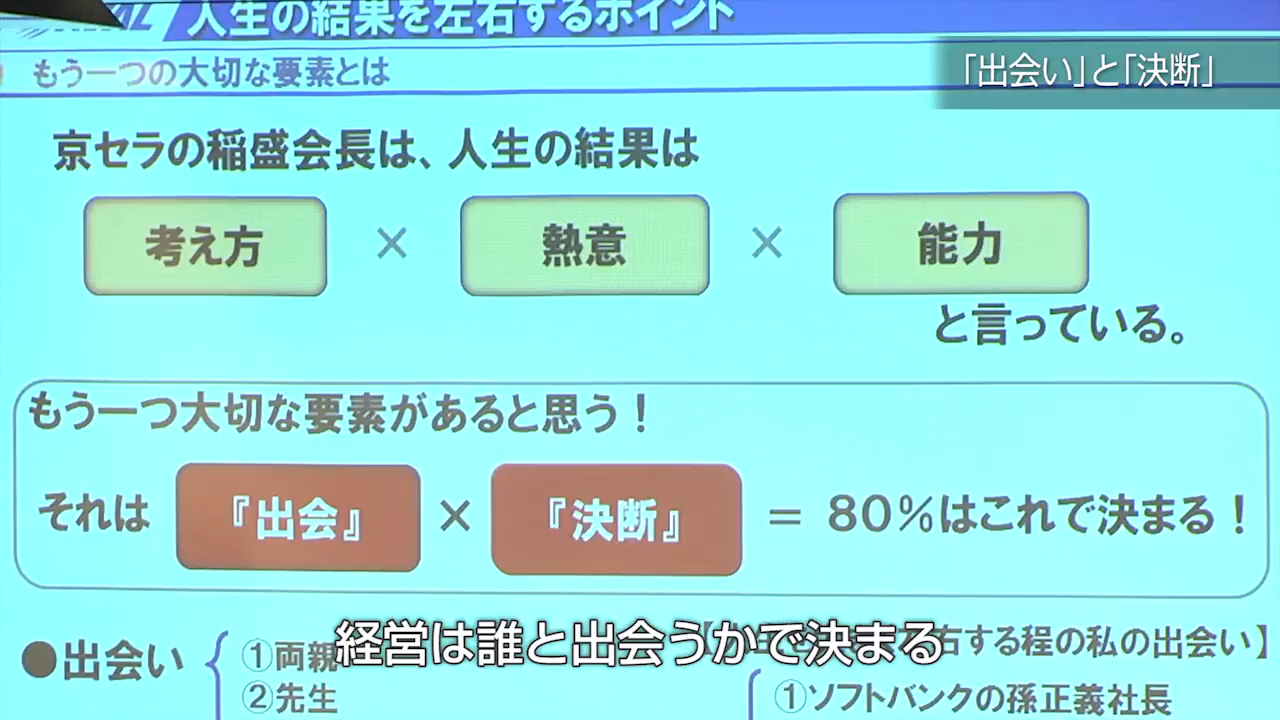 人生の結果を左右するポイント
もう一つの大切な要素とは
「出会い」と「決断」
京セラの稲盛会長は、人生の結果は
考え方 × 熱意 × 能力
と言っている。
もう一つ大切な要素があると思う！
それは 『出会』 × 『決断』 ＝ 80％はこれで決まる！
●出会い
①両親
②先生
右する程の私の出会い】
①ソフトバンクの孫正義社長
経営は誰と出会うかで決まる